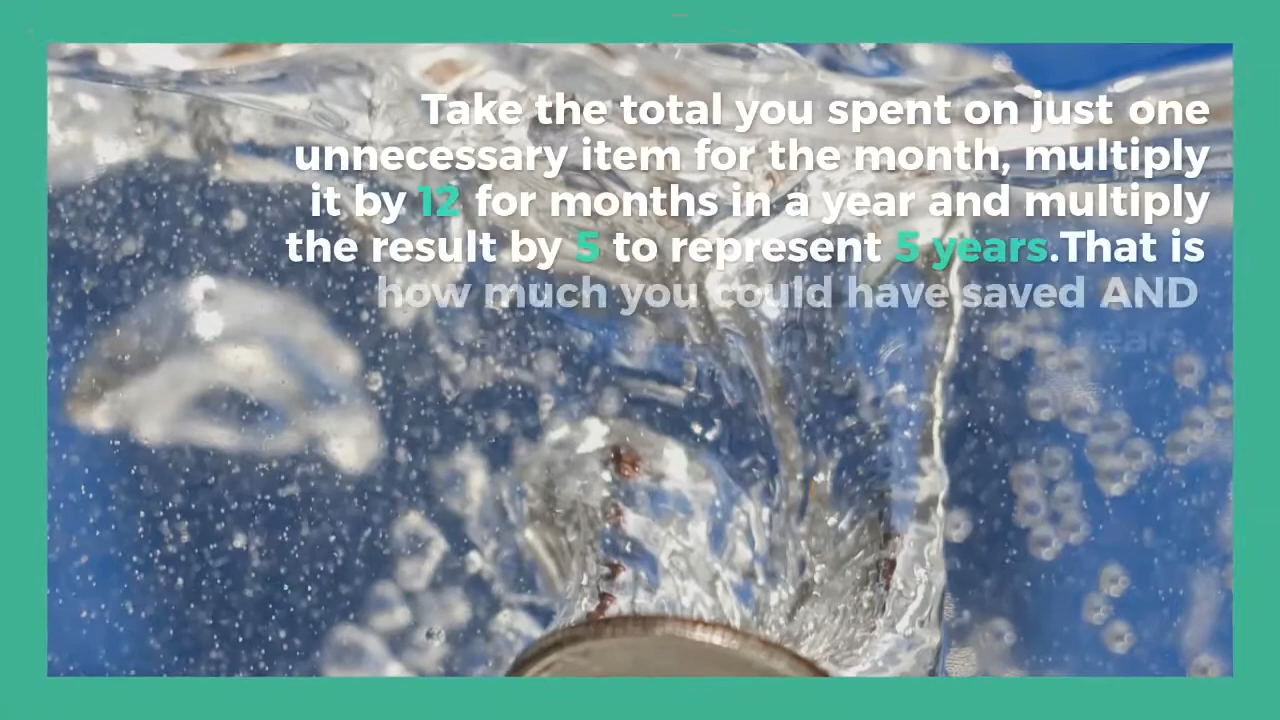 Take the total you spent on just one
unnecessary item for the month, multiply
it by 12 for months in a year and multiply
the result by 5 to represent 5 years.That is
how much you could have saved AND
years.